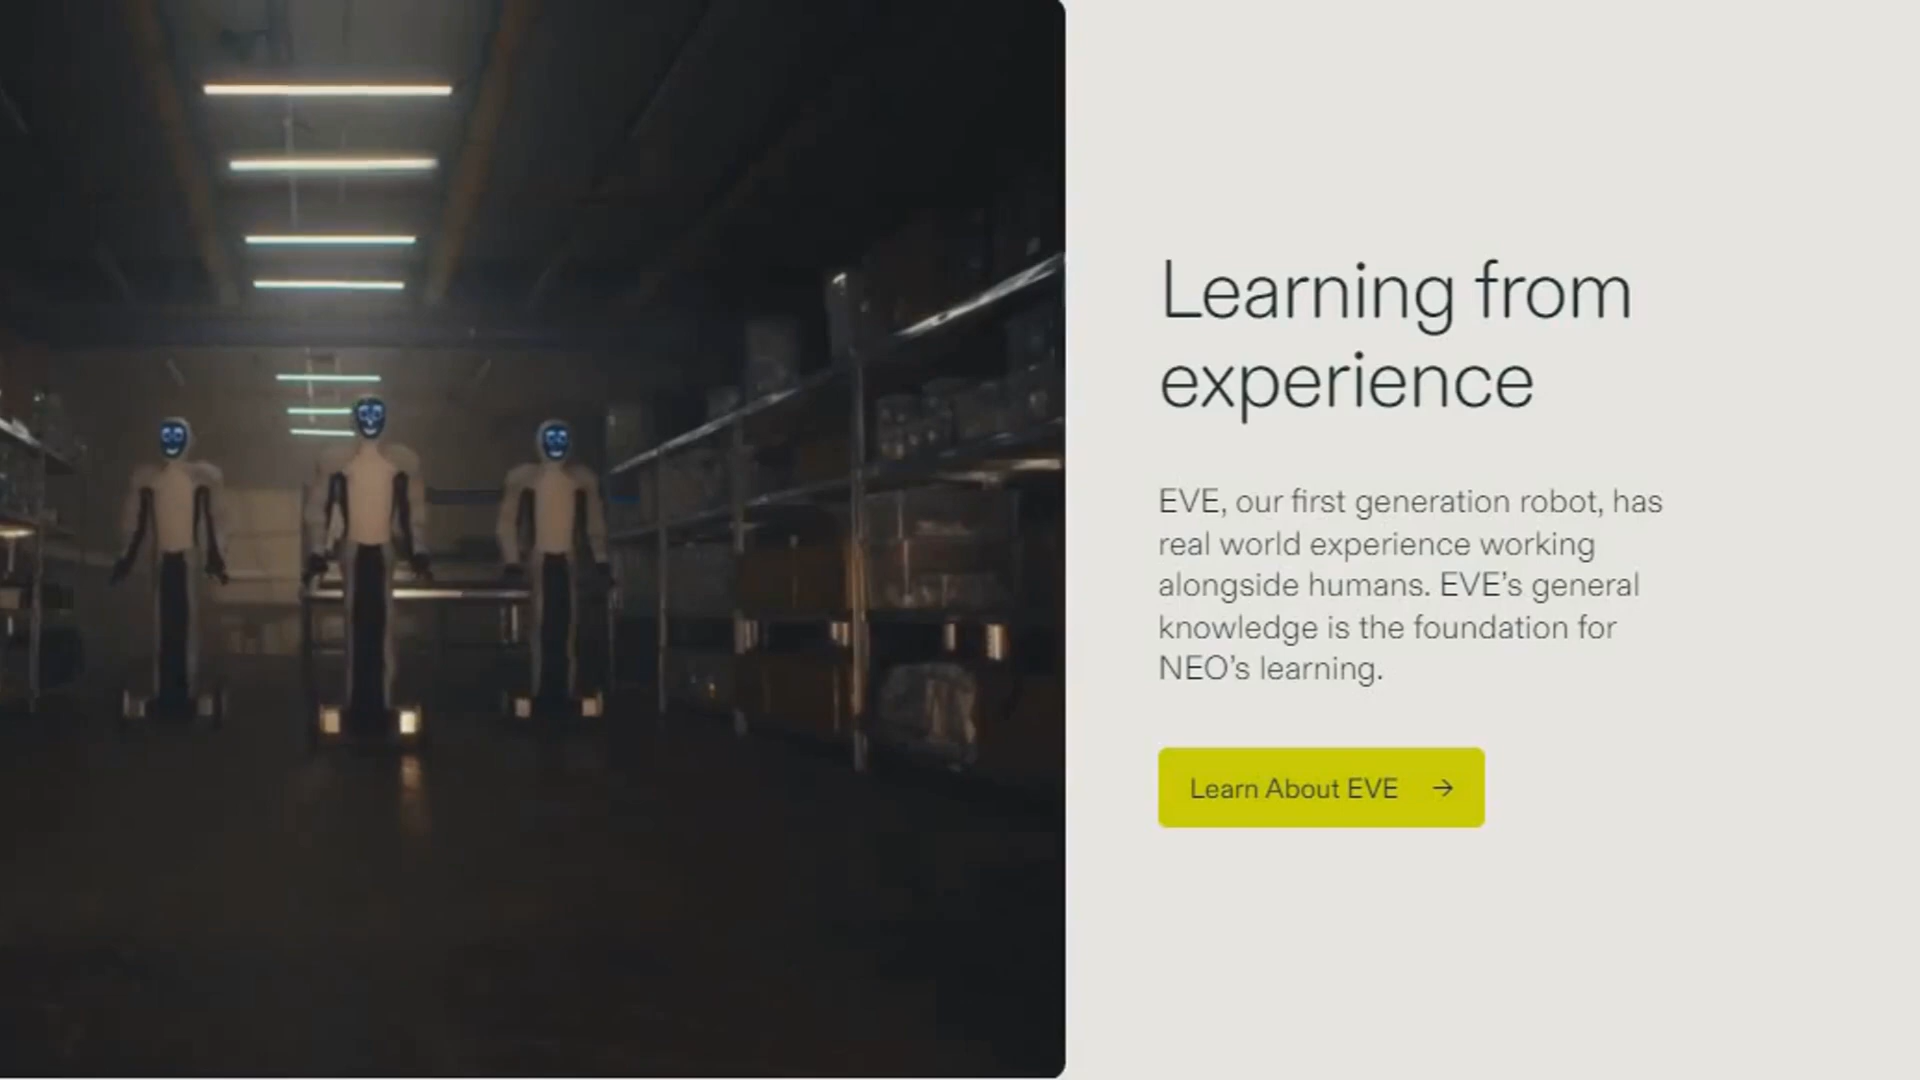 Learning from
experience
EVE, our first generation robot, has
real world experience working
alongside humans. EVE’s general
knowledge is the foundation for
NEO’s learning.
Learn About EVE →